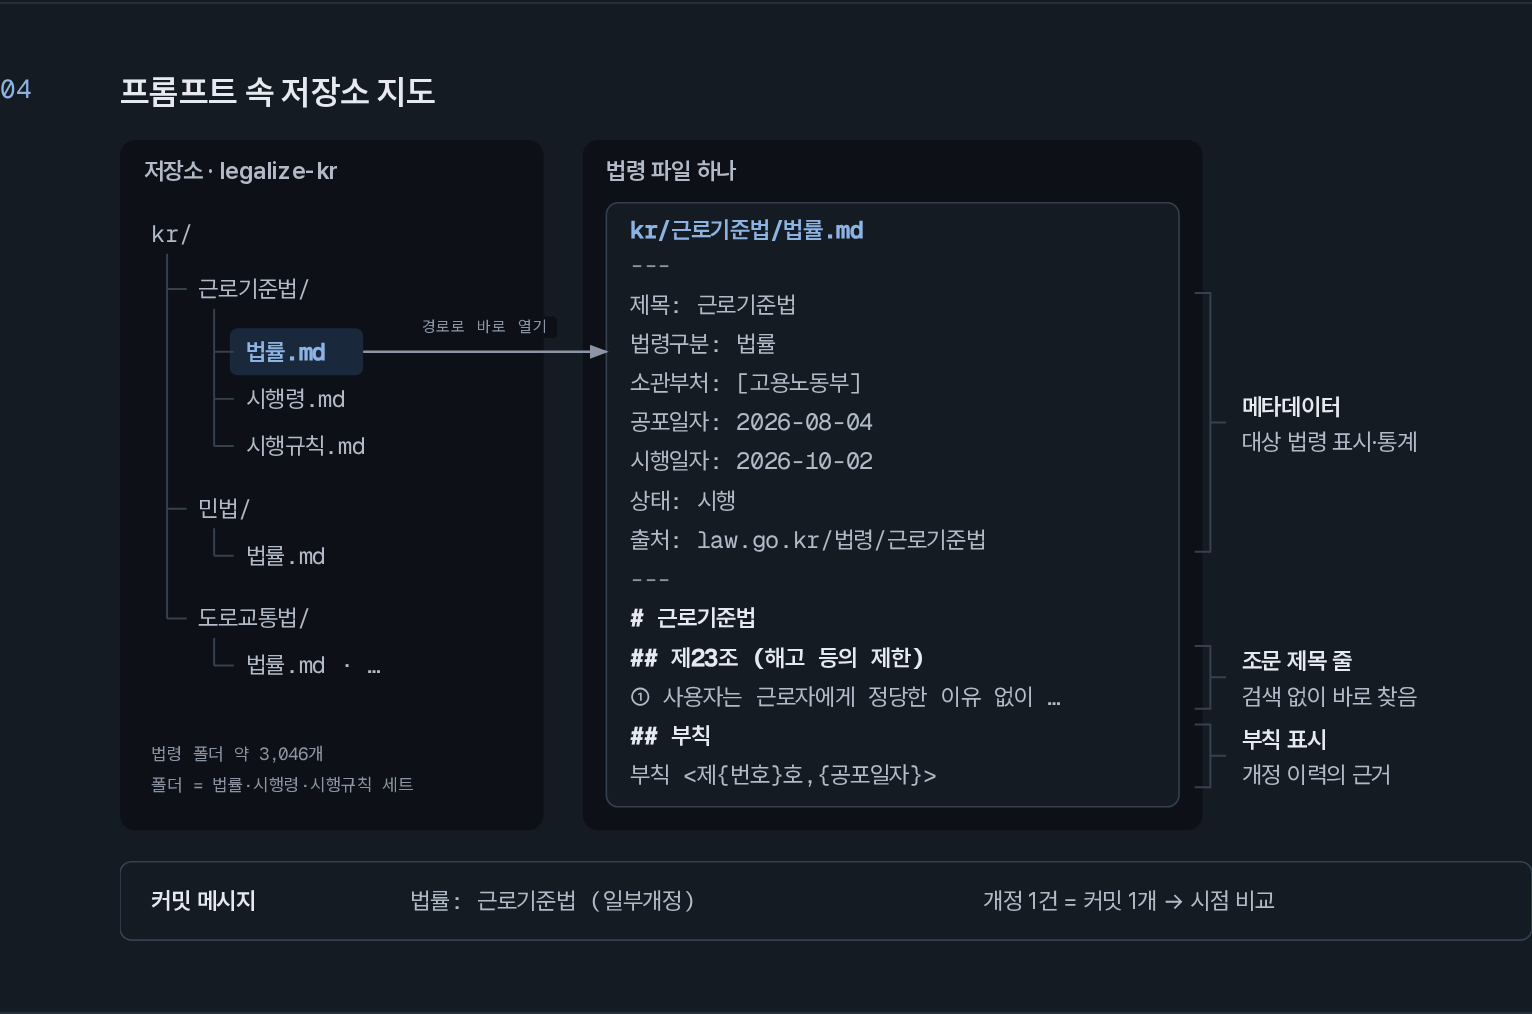 04
프롬프트 속 저장소 지도
저장소 · legalize-kr
kr/
근로기준법/
법률.md
시행령.md
시행규칙.md
민법/
법률.md
도로교통법/
법률.md · …
법령 폴더 약 3,046개
폴더 = 법률·시행령·시행규칙 세트
경로로 바로 열기
법령 파일 하나
kr/근로기준법/법률.md
---
제목: 근로기준법
법령구분: 법률
소관부처: [고용노동부]
공포일자: 2026-08-04
시행일자: 2026-10-02
상태: 시행
출처: law.go.kr/법령/근로기준법
---
# 근로기준법
## 제23조 (해고 등의 제한)
① 사용자는 근로자에게 정당한 이유 없이 …
## 부칙
부칙 <제{번호}호,{공포일자}>
메타데이터
대상 법령 표시·통계
조문 제목 줄
검색 없이 바로 찾음
부칙 표시
개정 이력의 근거
커밋 메시지
법률: 근로기준법 (일부개정)
개정 1건 = 커밋 1개 → 시점 비교